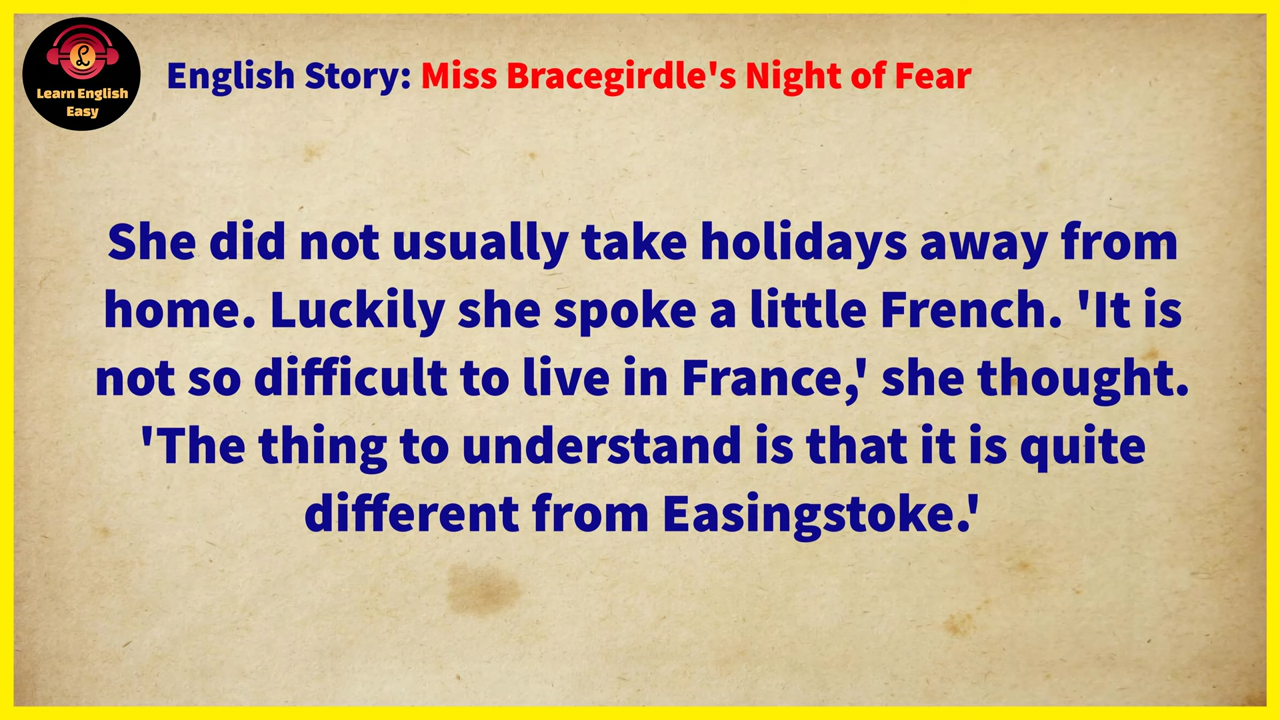 Learn English
Easy
English Story: Miss Bracegirdle's Night of Fear
She did not usually take holidays away from
home. Luckily she spoke a little French. 'It is
not so difficult to live in France,' she thought.
'The thing to understand is that it is quite
different from Easingstoke.'